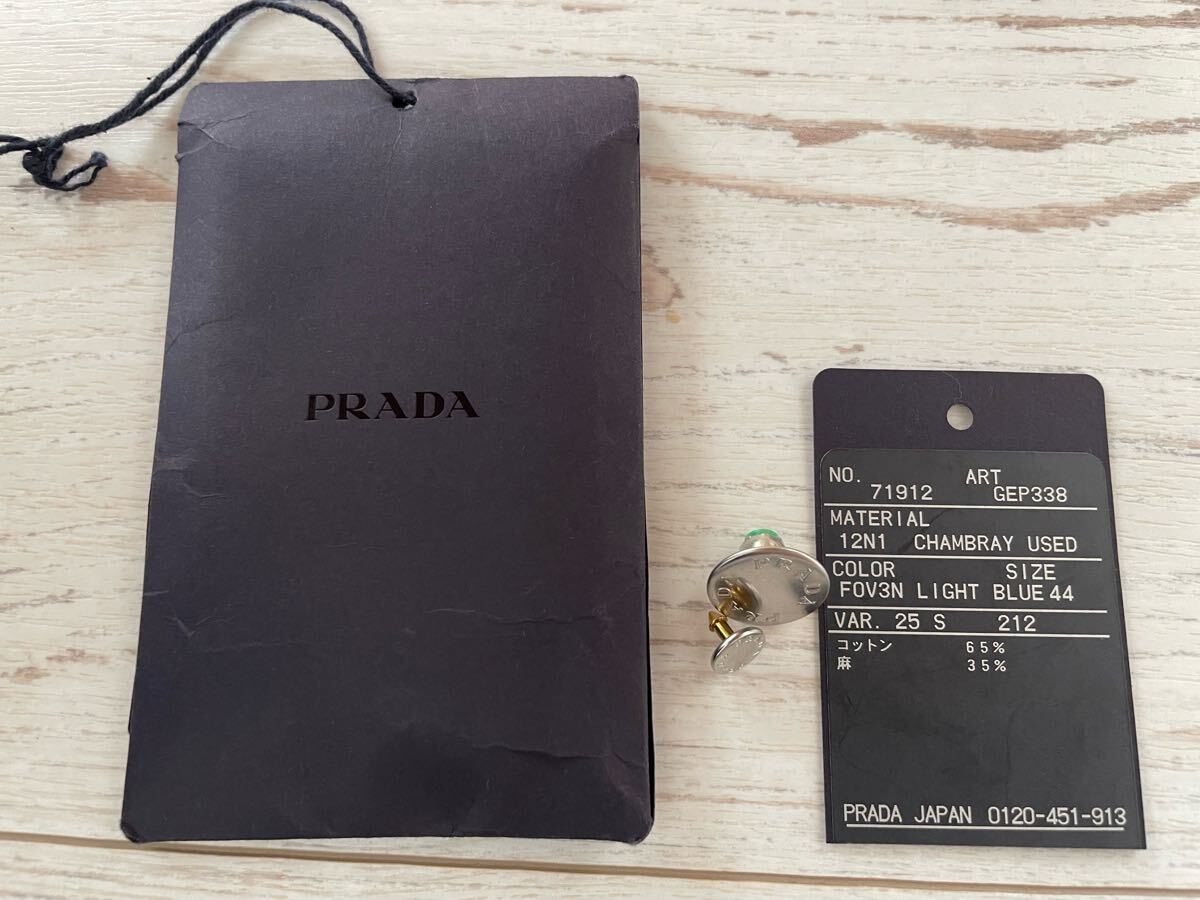 PRADA
PRADA
NO. ART
71912 GEP338
MATERIAL
12N1 CHAMBRAY USED
COLOR SIZE
F0V3N LIGHT BLUE 44
VAR. 25 S 212
コットン 65%
麻 35%
PRADA JAPAN 0120-451-913